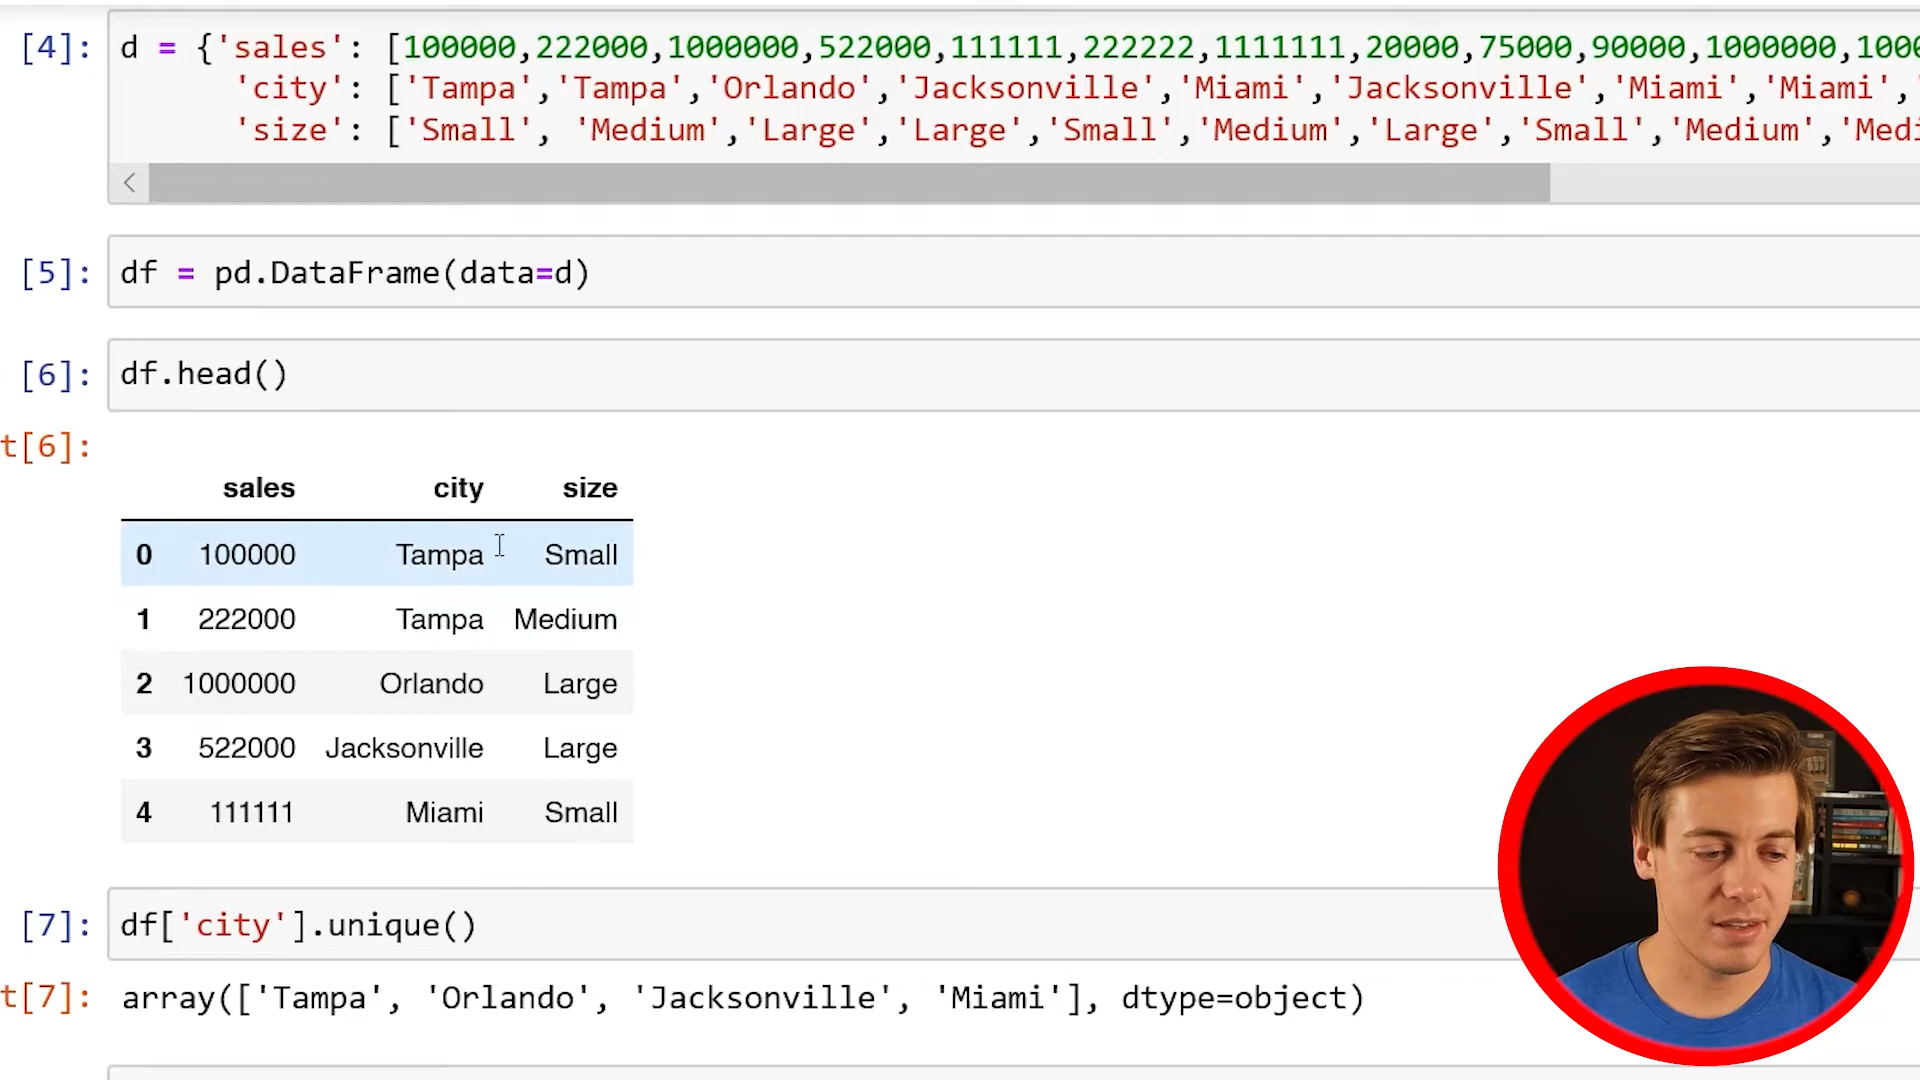 [4]: d = {'sales': [100000,222000,1000000,522000,111111,222222,1111111,20000,75000,90000,1000000,1000
'city': ['Tampa','Tampa','Orlando','Jacksonville','Miami','Jacksonville','Miami','Miami','
'size': ['Small', 'Medium','Large','Large','Small','Medium','Large','Small','Medium','Medi
[5]: df = pd.DataFrame(data=d)
[6]: df.head()
t[6]:
sales city size
0 100000 Tampa Small
1 222000 Tampa Medium
2 1000000 Orlando Large
3 522000 Jacksonville Large
4 111111 Miami Small
[7]: df['city'].unique()
t[7]: array(['Tampa', 'Orlando', 'Jacksonville', 'Miami'], dtype=object)